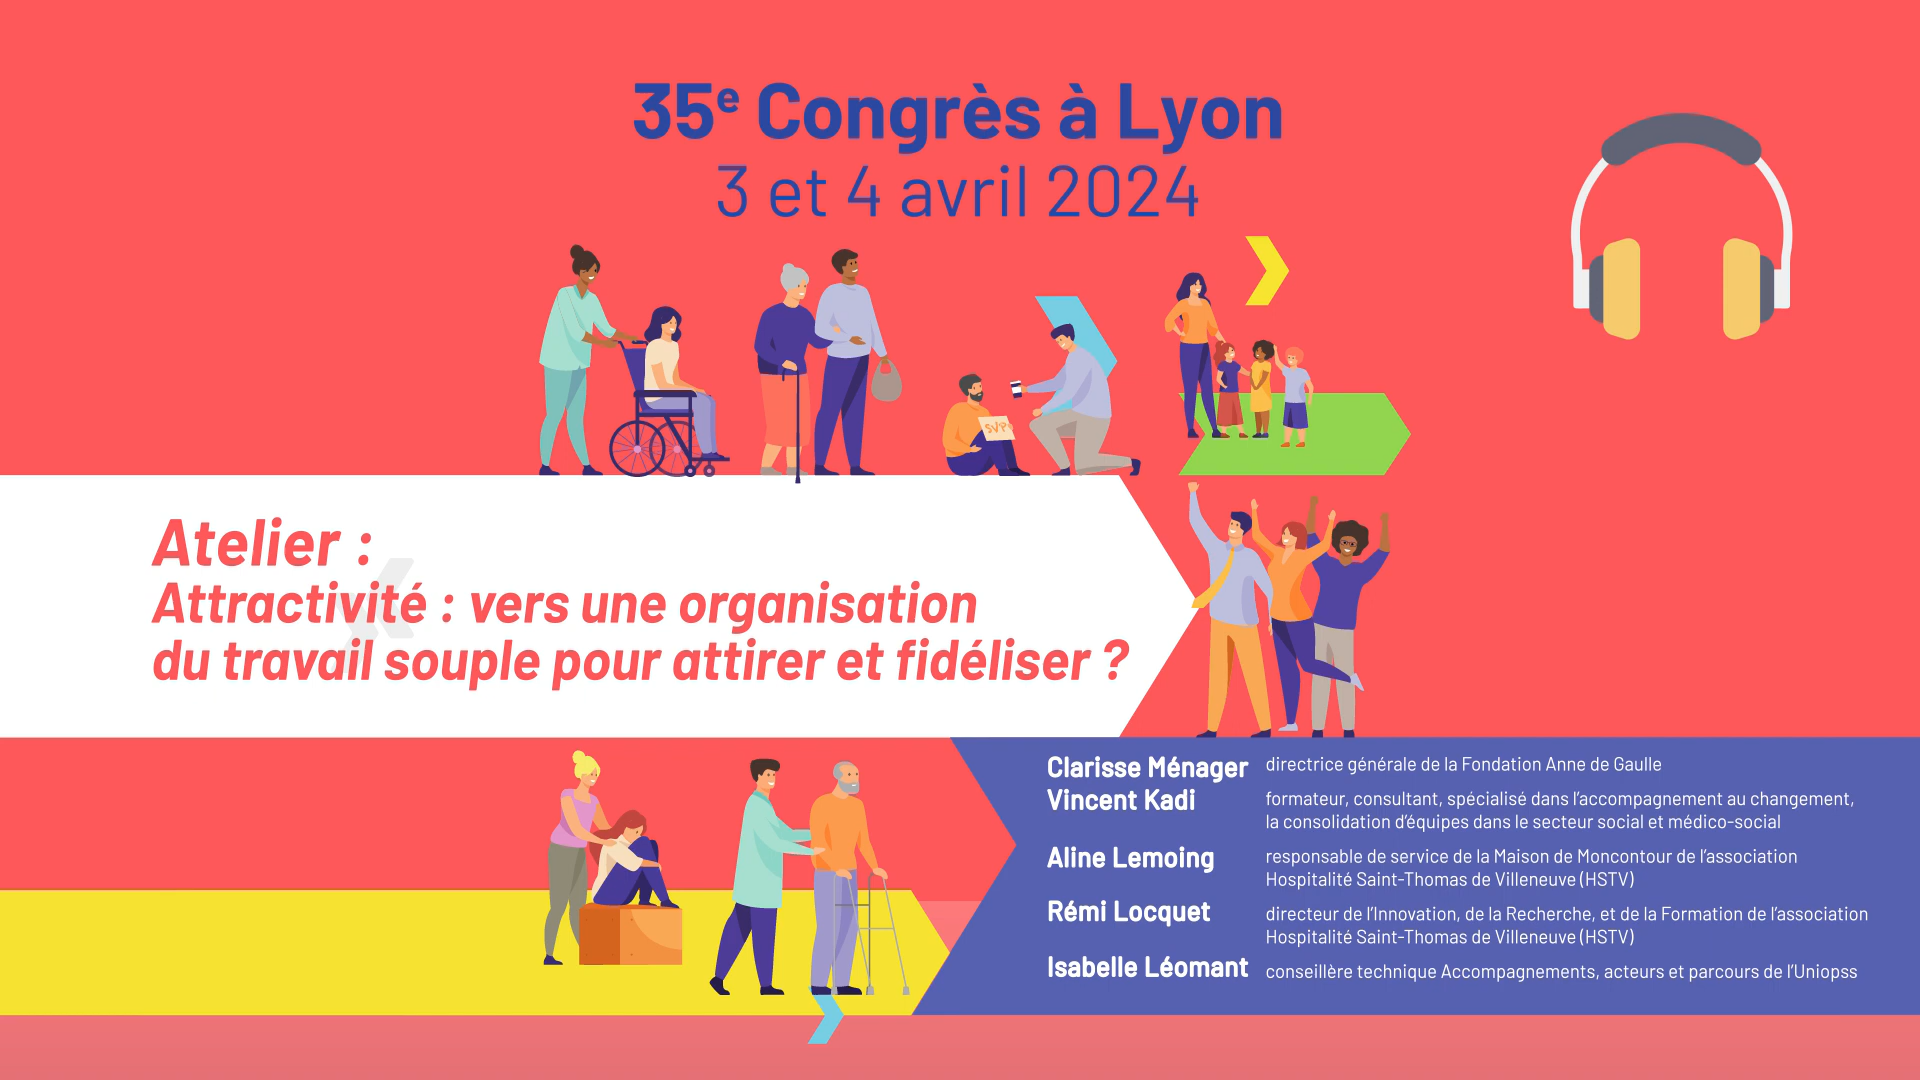 35e Congrès à Lyon
3 et 4 avril 2024
SVP
Atelier :
Attractivité : vers une organisation
du travail souple pour attirer et fidéliser ?
Clarisse Ménager directrice générale de la Fondation Anne de Gaulle
Vincent Kadi formateur, consultant, spécialisé dans l’accompagnement au changement,
la consolidation d’équipes dans le secteur social et médico-social
Aline Lemoing responsable de service de la Maison de Moncontour de l’association
Hospitalité Saint-Thomas de Villeneuve (HSTV)
Rémi Locquet directeur de l’Innovation, de la Recherche, et de la Formation de l’association
Hospitalité Saint-Thomas de Villeneuve (HSTV)
Isabelle Léomant conseillère technique Accompagnements, acteurs et parcours de l’Uniopss